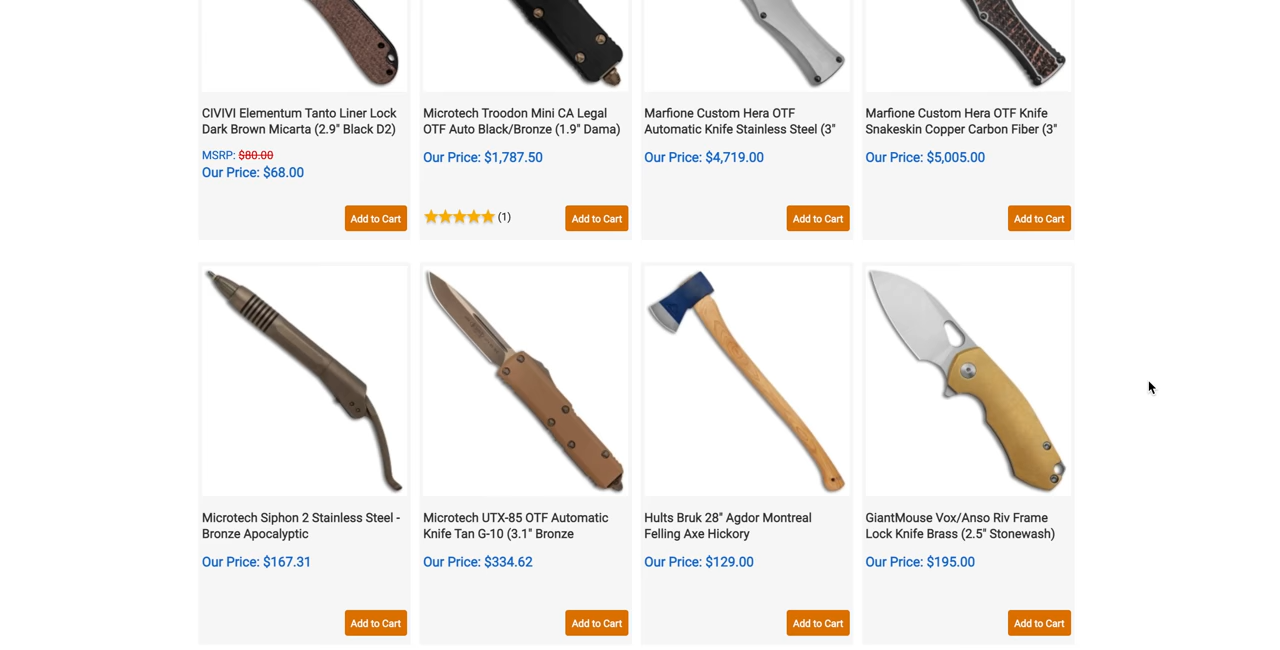 CIVIVI Elementum Tanto Liner Lock
Dark Brown Micarta (2.9" Black D2)
MSRP: $80.00
Our Price: $68.00
Add to Cart
Microtech Troodon Mini CA Legal
OTF Auto Black/Bronze (1.9" Dama)
Our Price: $1,787.50
(1)
Add to Cart
Marfione Custom Hera OTF
Automatic Knife Stainless Steel (3"
Our Price: $4,719.00
Add to Cart
Marfione Custom Hera OTF Knife
Snakeskin Copper Carbon Fiber (3"
Our Price: $5,005.00
Add to Cart
Microtech Siphon 2 Stainless Steel -
Bronze Apocalyptic
Our Price: $167.31
Add to Cart
Microtech UTX-85 OTF Automatic
Knife Tan G-10 (3.1" Bronze
Our Price: $334.62
Add to Cart
Hults Bruk 28" Agdor Montreal
Felling Axe Hickory
Our Price: $129.00
Add to Cart
GiantMouse Vox/Anso Riv Frame
Lock Knife Brass (2.5" Stonewash)
Our Price: $195.00
Add to Cart